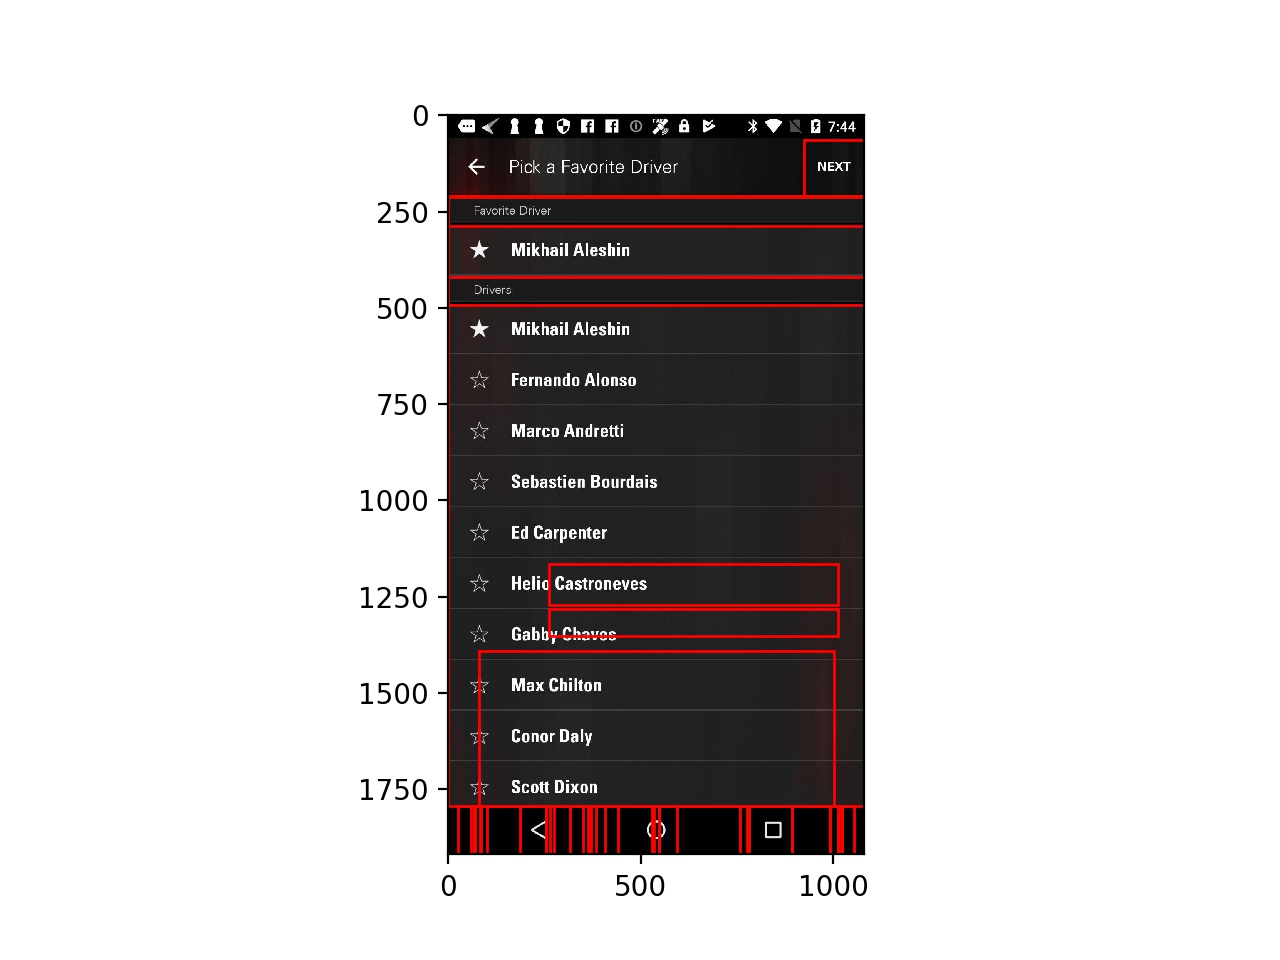 0
250
500
750
1000
1250
1500
1750
7:44
Pick a Favorite Driver
NEXT
Favorite Driver
Mikhail Aleshin
Drivers
Mikhail Aleshin
Fernando Alonso
Marco Andretti
Sebastien Bourdais
Ed Carpenter
Helio Castroneves
Gabby Chaves
Max Chilton
Conor Daly
Scott Dixon
0 500 1000